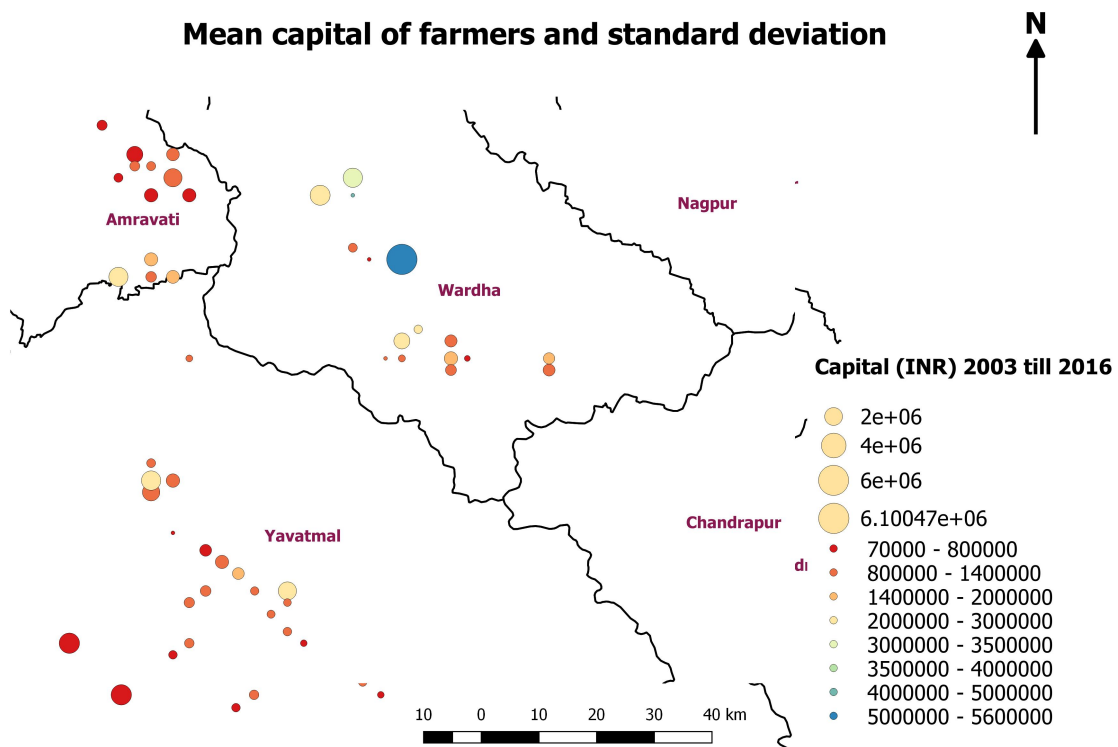 Mean capital of farmers and standard deviation
N
Amravati
Nagpur
Wardha
Yavatmal
Chandrapur
Capital (INR) 2003 till 2016
2e+06
4e+06
6e+06
6.10047e+06
70000 - 800000
800000 - 1400000
1400000 - 2000000
2000000 - 3000000
3000000 - 3500000
3500000 - 4000000
4000000 - 5000000
5000000 - 5600000
10 0 10 20 30 40 km